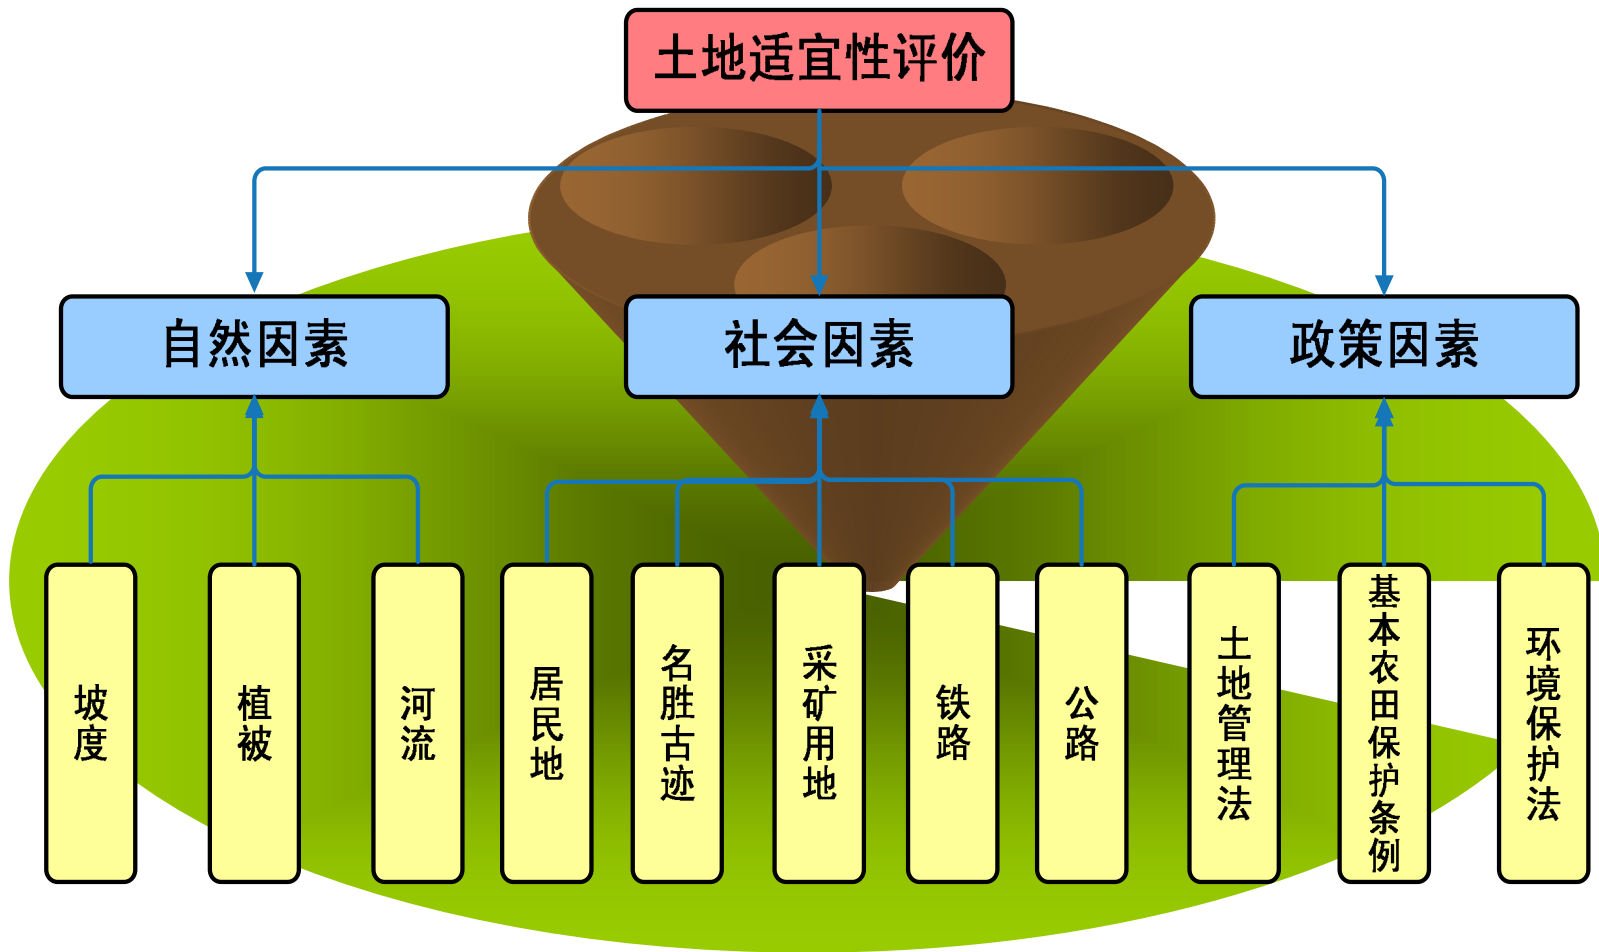 土地适宜性评价
自然因素
社会因素
政策因素
坡度
植被
河流
居民地
名胜古迹
采矿用地
铁路
公路
土地管理法
基本农田保护条例
环境保护法